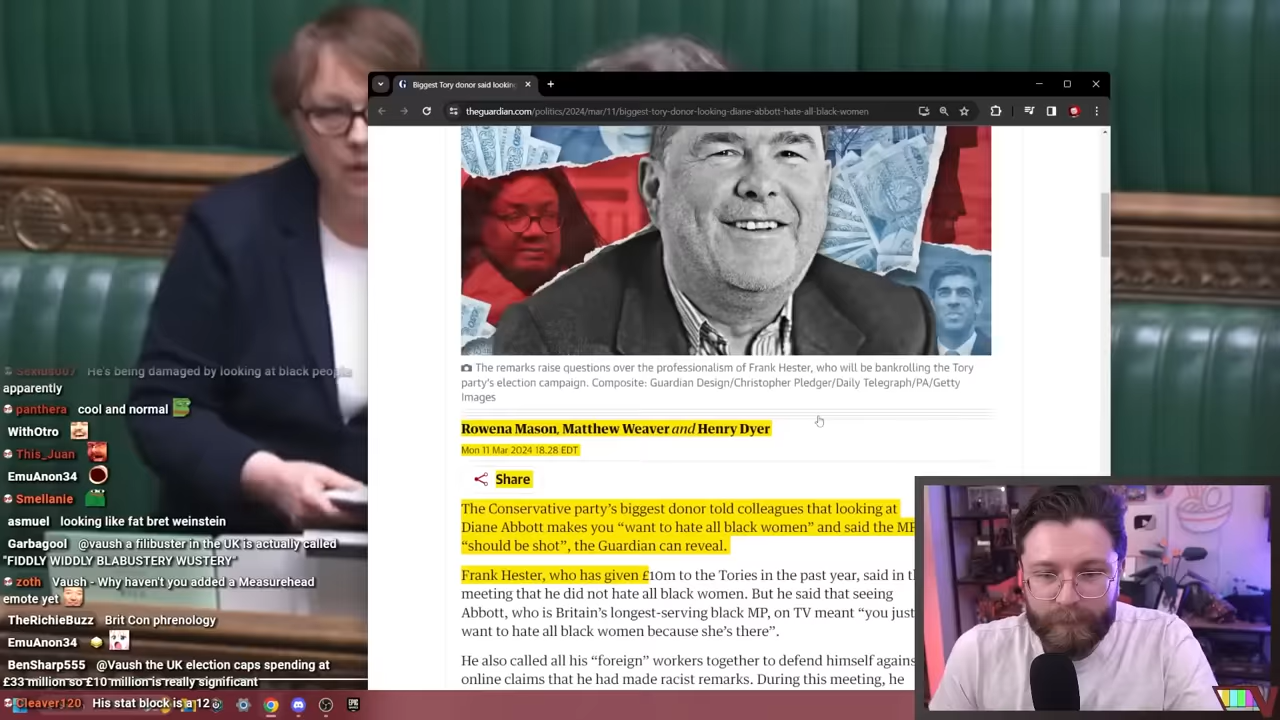 Biggest Tory donor said looking
theguardian.com/politics/2024/mar/11/biggest-tory-donor-looking-diane-abbott-hate-all-black-women
The remarks raise questions over the professionalism of Frank Hester, who will be bankrolling the Tory
party's election campaign. Composite: Guardian Design/Christopher Pledger/Daily Telegraph/PA/Getty
Images
Rowena Mason, Matthew Weaver and Henry Dyer
Mon 11 Mar 2024 18.28 EDT
Share
The Conservative party's biggest donor told colleagues that looking at
Diane Abbott makes you “want to hate all black women” and said the MP
“should be shot”, the Guardian can reveal.
Frank Hester, who has given £10m to the Tories in the past year, said in th
meeting that he did not hate all black women. But he said that seeing
Abbott, who is Britain's longest-serving black MP, on TV meant “you just
want to hate all black women because she's there”.
He also called all his “foreign” workers together to defend himself agains
online claims that he had made racist remarks. During this meeting, he
He's being damaged by looking at black people
apparently
panthera cool and normal
WithOtro
This_Juan
EmuAnon34
Smellanie
asmuel looking like fat bret weinstein
Garbagool @vaush a filibuster in the UK is actually called
"FIDDLY WIDDLY BLABUSTERY WUSTERY"
zoth Vaush - Why haven't you added a Measurehead
emote yet
TheRichieBuzz Brit Con phrenology
EmuAnon34
BenSharp555 @Vaush the UK election caps spending at
£33 million so £10 million is really significant
Cleaver120 His stat block is a 12